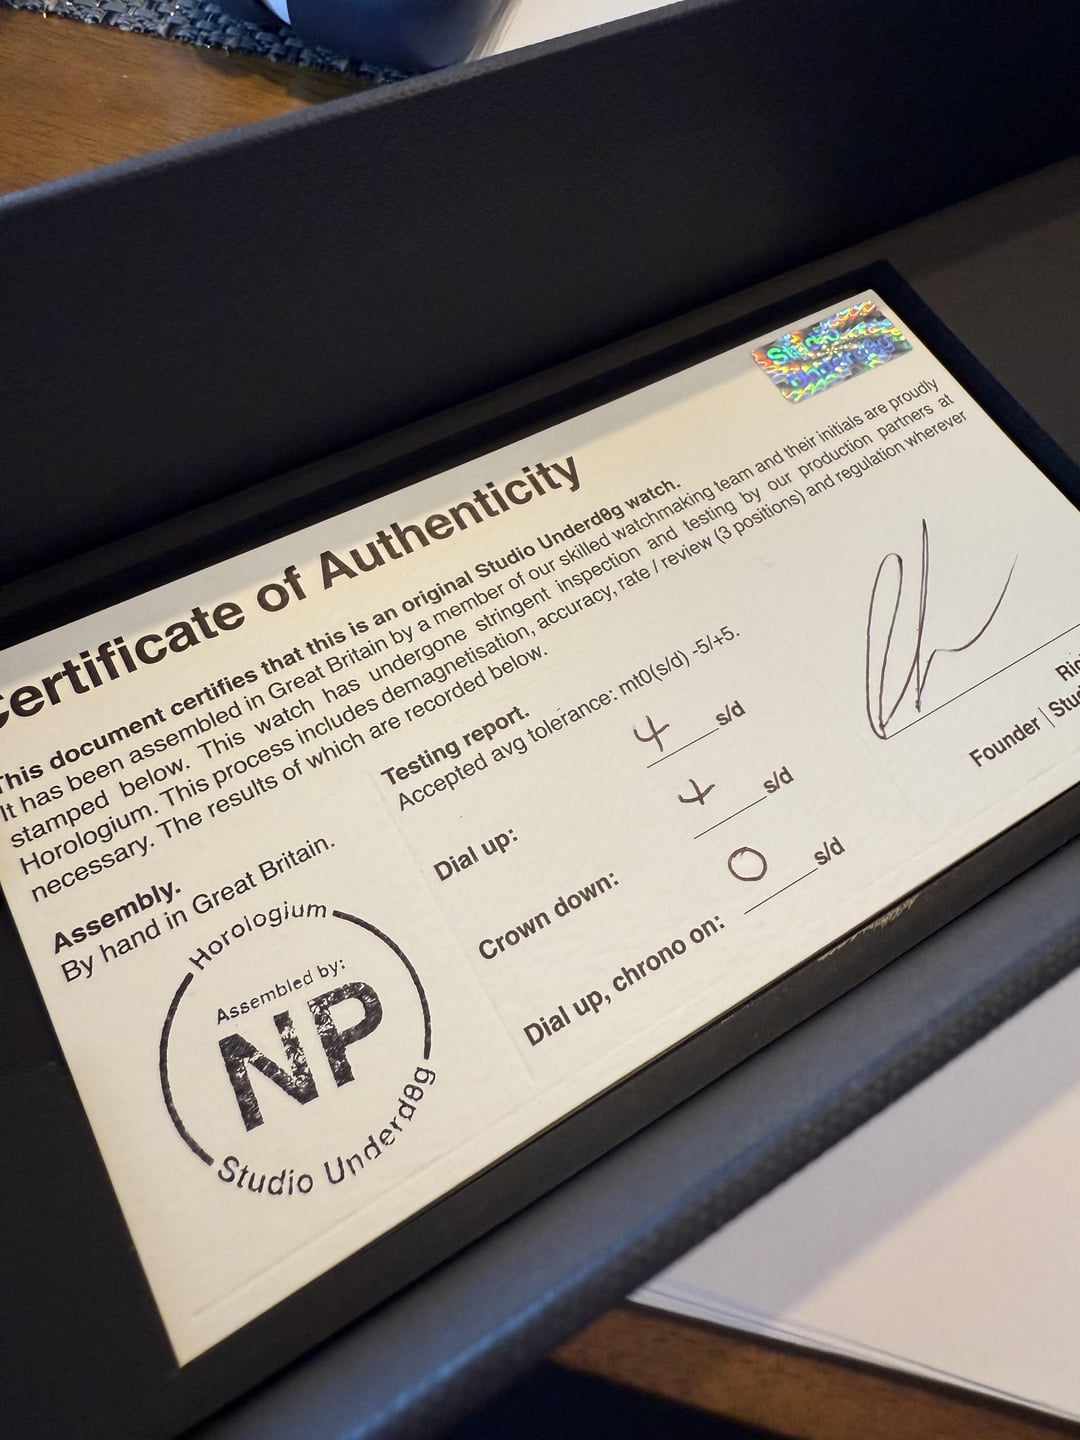 Studio
Underd0g
Certificate of Authenticity
This document certifies that this is an original Studio Underd0g watch.
It has been assembled in Great Britain by a member of our skilled watchmaking team and their initials are proudly
stamped below. This watch has undergone stringent inspection and testing by our production partners at
Horologium. This process includes demagnetisation, accuracy, rate / review (3 positions) and regulation wherever
necessary. The results of which are recorded below.
Assembly.
By hand in Great Britain.
Horologium
Assembled by:
NP
Studio Underd0g
Testing report.
Accepted avg tolerance: mt0(s/d) -5/+5.
Dial up: 4 s/d
Crown down: 4 s/d
Dial up, chrono on: 0 s/d
Founder | Stu